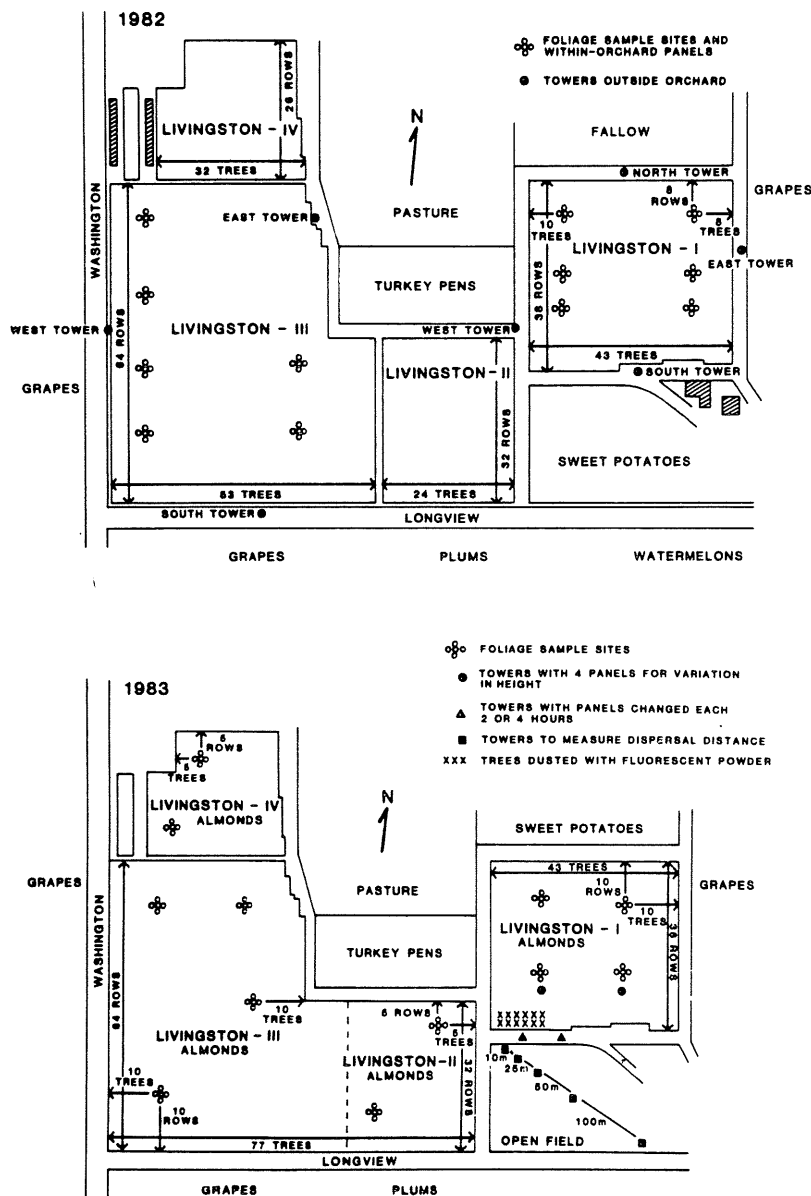 1982
FOLIAGE SAMPLE SITES AND
WITHIN-ORCHARD PANELS
TOWERS OUTSIDE ORCHARD
26 ROWS
LIVINGSTON - IV
32 TREES
N
FALLOW
NORTH TOWER
WASHINGTON
EAST TOWER
PASTURE
8
ROWS
GRAPES
10
TREES
8
TREES
LIVINGSTON - I
EAST TOWER
38 ROWS
TURKEY PENS
WEST TOWER
64 ROWS
LIVINGSTON - III
WEST TOWER
43 TREES
GRAPES
LIVINGSTON - II
SOUTH TOWER
32 ROWS
SWEET POTATOES
53 TREES
24 TREES
SOUTH TOWER
LONGVIEW
GRAPES
PLUMS
WATERMELONS
FOLIAGE SAMPLE SITES
1983
TOWERS WITH 4 PANELS FOR VARIATION
IN HEIGHT
TOWERS WITH PANELS CHANGED EACH
2 OR 4 HOURS
TOWERS TO MEASURE DISPERSAL DISTANCE
XXX TREES DUSTED WITH FLUORESCENT POWDER
5
ROWS
5
TREES
LIVINGSTON - IV
ALMONDS
N
SWEET POTATOES
GRAPES
43 TREES
10
ROWS
GRAPES
PASTURE
10
TREES
WASHINGTON
LIVINGSTON - I
ALMONDS
TURKEY PENS
64 ROWS
10
TREES
5 ROWS
5
TREES
XXXXXX
XXXXXX
LIVINGSTON - III
ALMONDS
LIVINGSTON - II
ALMONDS
32 ROWS
10m
25m
50m
100m
10
TREES
10
ROWS
77 TREES
OPEN FIELD
LONGVIEW
GRAPES
PLUMS